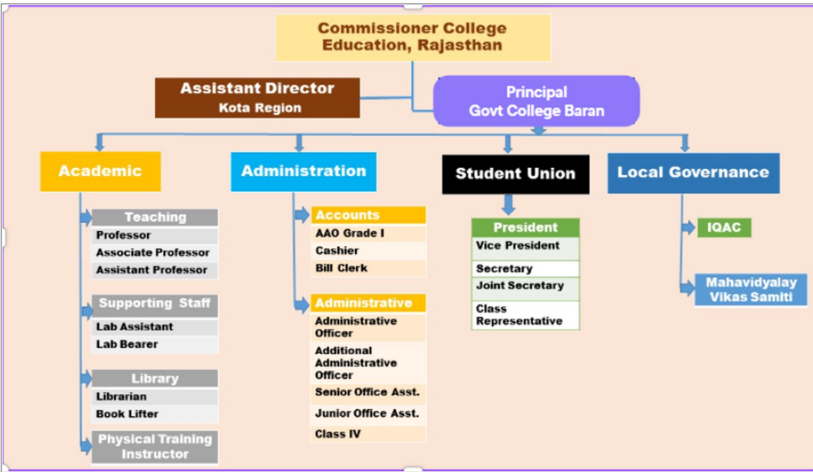 Commissioner College
Education, Rajasthan
Assistant Director
Kota Region
Principal
Govt College Baran
Academic
Administration
Student Union
Local Governance
Teaching
Professor
Associate Professor
Assistant Professor
Supporting Staff
Lab Assistant
Lab Bearer
Library
Librarian
Book Lifter
Physical Training
Instructor
Accounts
AAO Grade I
Cashier
Bill Clerk
Administrative
Administrative
Officer
Additional
Administrative
Officer
Senior Office Asst.
Junior Office Asst.
Class IV
President
Vice President
Secretary
Joint Secretary
Class
Representative
IQAC
Mahavidyalay
Vikas Samiti